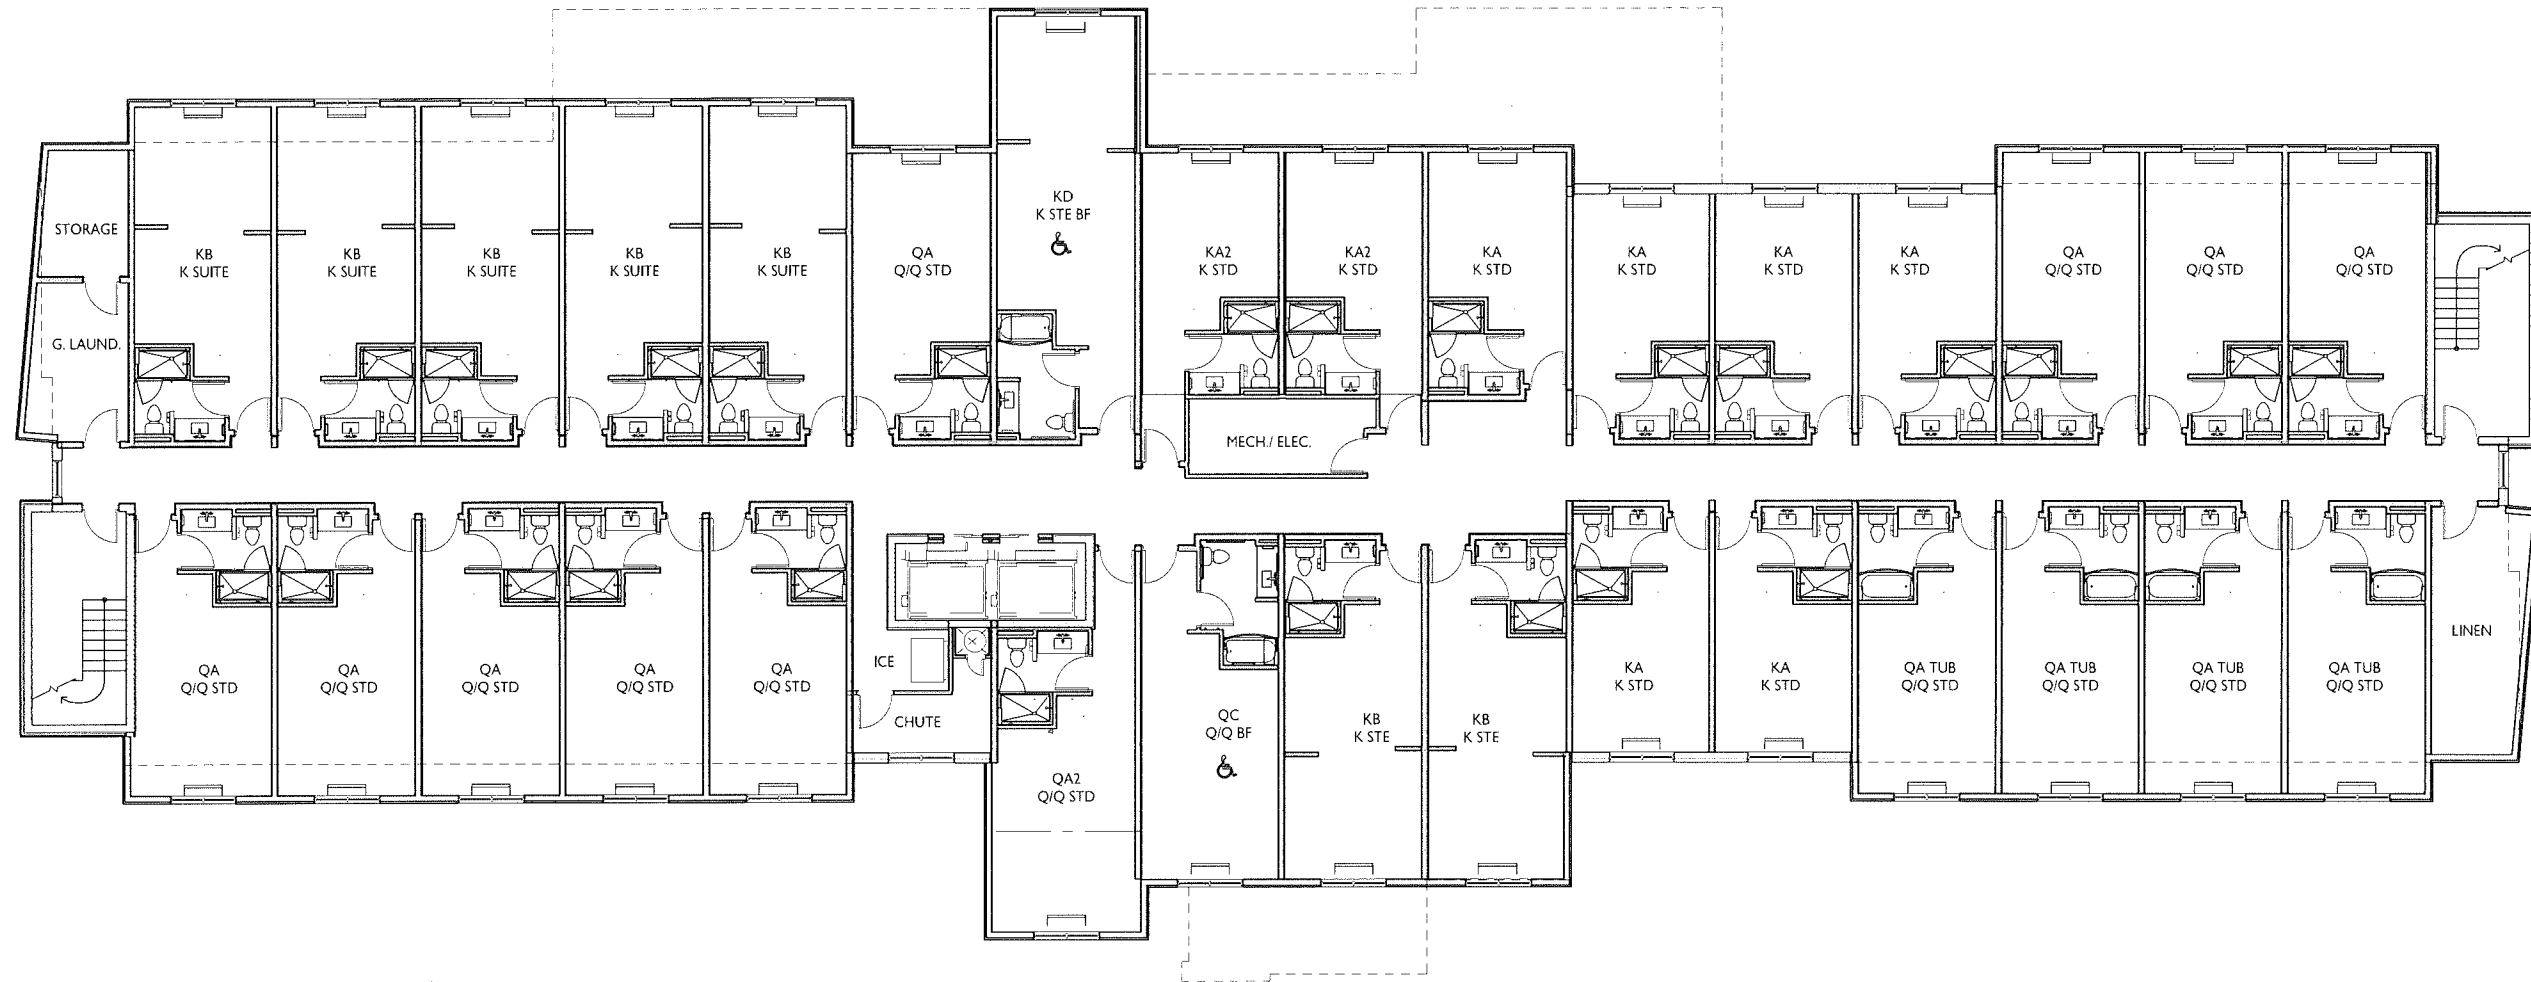 KD
K STE BF
STORAGE
KB
K SUITE
KB
K SUITE
KB
K SUITE
KB
K SUITE
KB
K SUITE
QA
Q/Q STD
KA2
K STD
KA2
K STD
KA
K STD
KA
K STD
KA
K STD
KA
K STD
QA
Q/Q STD
QA
Q/Q STD
QA
Q/Q STD
G. LAUND.
MECH./ ELEC.
QA
Q/Q STD
QA
Q/Q STD
QA
Q/Q STD
QA
Q/Q STD
QA
Q/Q STD
ICE
CHUTE
QA2
Q/Q STD
QC
Q/Q BF
KB
K STE
KB
K STE
KA
K STD
KA
K STD
QA TUB
Q/Q STD
QA TUB
Q/Q STD
QA TUB
Q/Q STD
QA TUB
Q/Q STD
LINEN